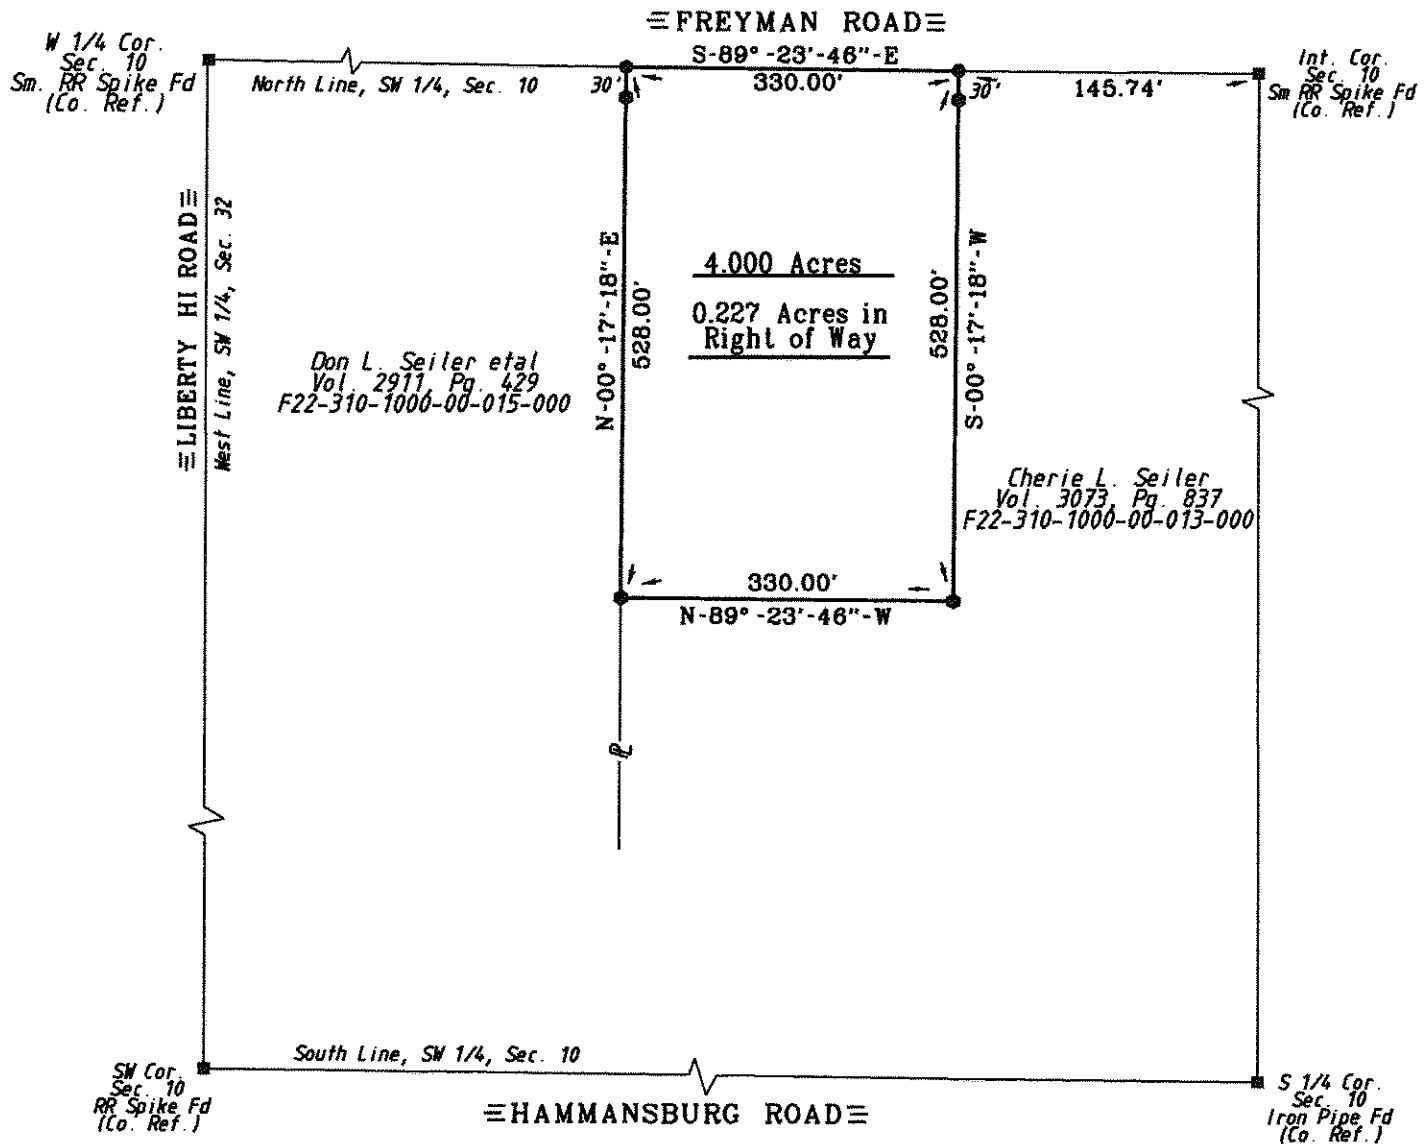 ≡FREYMAN ROAD≡
W 1/4 Cor.
Sec. 10
Sm. RR Spike Fd
(Co. Ref.)
North Line, SW 1/4, Sec. 10
S-89°-23'-46"-E
30'
330.00'
30'
145.74'
Int. Cor.
Sec. 10
Sm RR Spike Fd
(Co. Ref.)
≡LIBERTY HI ROAD≡
West Line, SW 1/4, Sec. 32
N-00°-17'-18"-E
528.00'
4.000 Acres
0.227 Acres in
Right of Way
528.00'
S-00°-17'-18"-W
Don L. Seiler etal
Vol. 2911, Pg. 429
F22-310-1000-00-015-000
Cherie L. Seiler
Vol. 3073, Pg. 837
F22-310-1000-00-013-000
330.00'
N-89°-23'-46"-W
PL
South Line, SW 1/4, Sec. 10
SW Cor.
Sec. 10
RR Spike Fd
(Co. Ref.)
≡HAMMANSBURG ROAD≡
S 1/4 Cor.
Sec. 10
Iron Pipe Fd
(Co. Ref.)